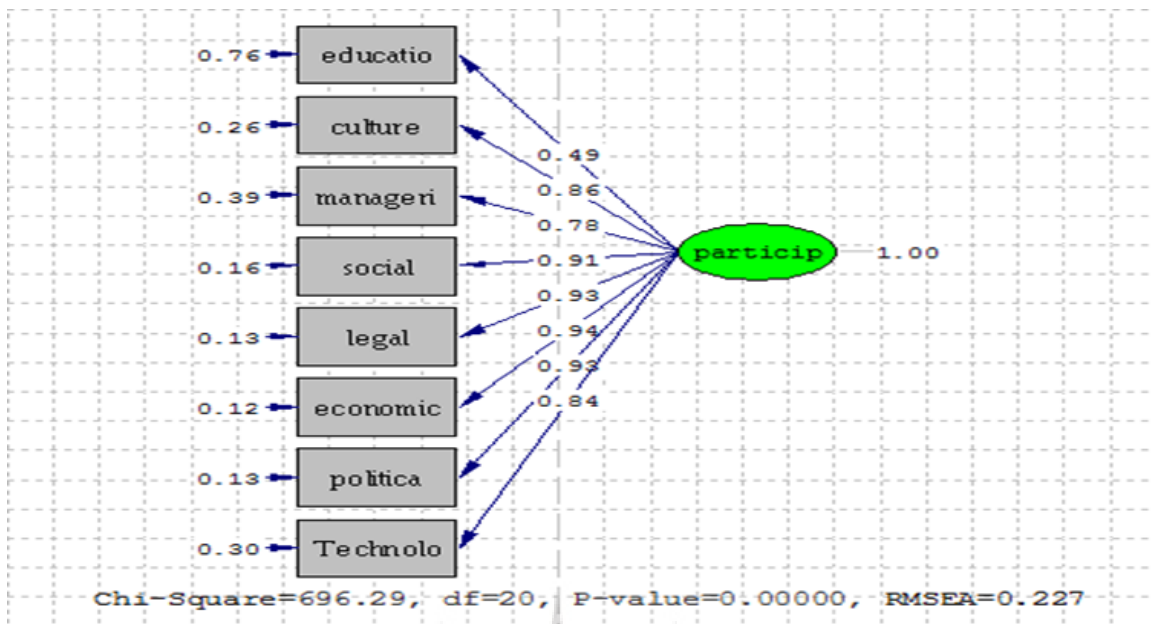 0.76 educatio
0.26 culture
0.39 manageri
0.16 social
0.13 legal
0.12 economic
0.13 politica
0.30 Technolo
0.49
0.86
0.78
0.91
0.93
0.94
0.93
0.84
particip 1.00
Chi-Square=696.29, df=20, P-value=0.00000, RMSEA=0.227